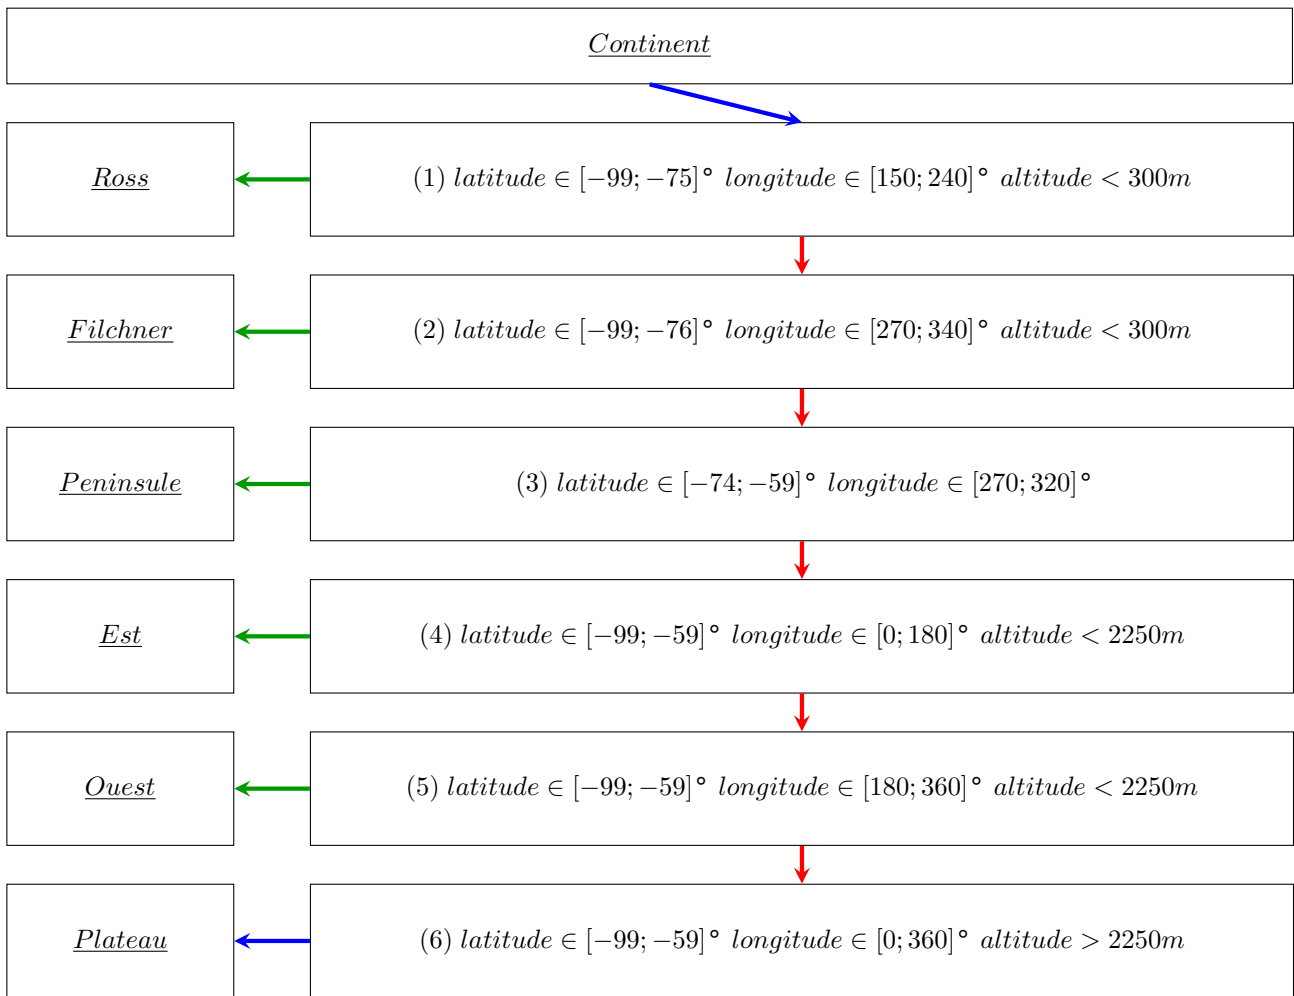 Continent
Ross
(1) latitude ∈ [−99; −75]° longitude ∈ [150; 240]° altitude < 300m
Filchner
(2) latitude ∈ [−99; −76]° longitude ∈ [270; 340]° altitude < 300m
Peninsule
(3) latitude ∈ [−74; −59]° longitude ∈ [270; 320]°
Est
(4) latitude ∈ [−99; −59]° longitude ∈ [0; 180]° altitude < 2250m
Ouest
(5) latitude ∈ [−99; −59]° longitude ∈ [180; 360]° altitude < 2250m
Plateau
(6) latitude ∈ [−99; −59]° longitude ∈ [0; 360]° altitude > 2250m